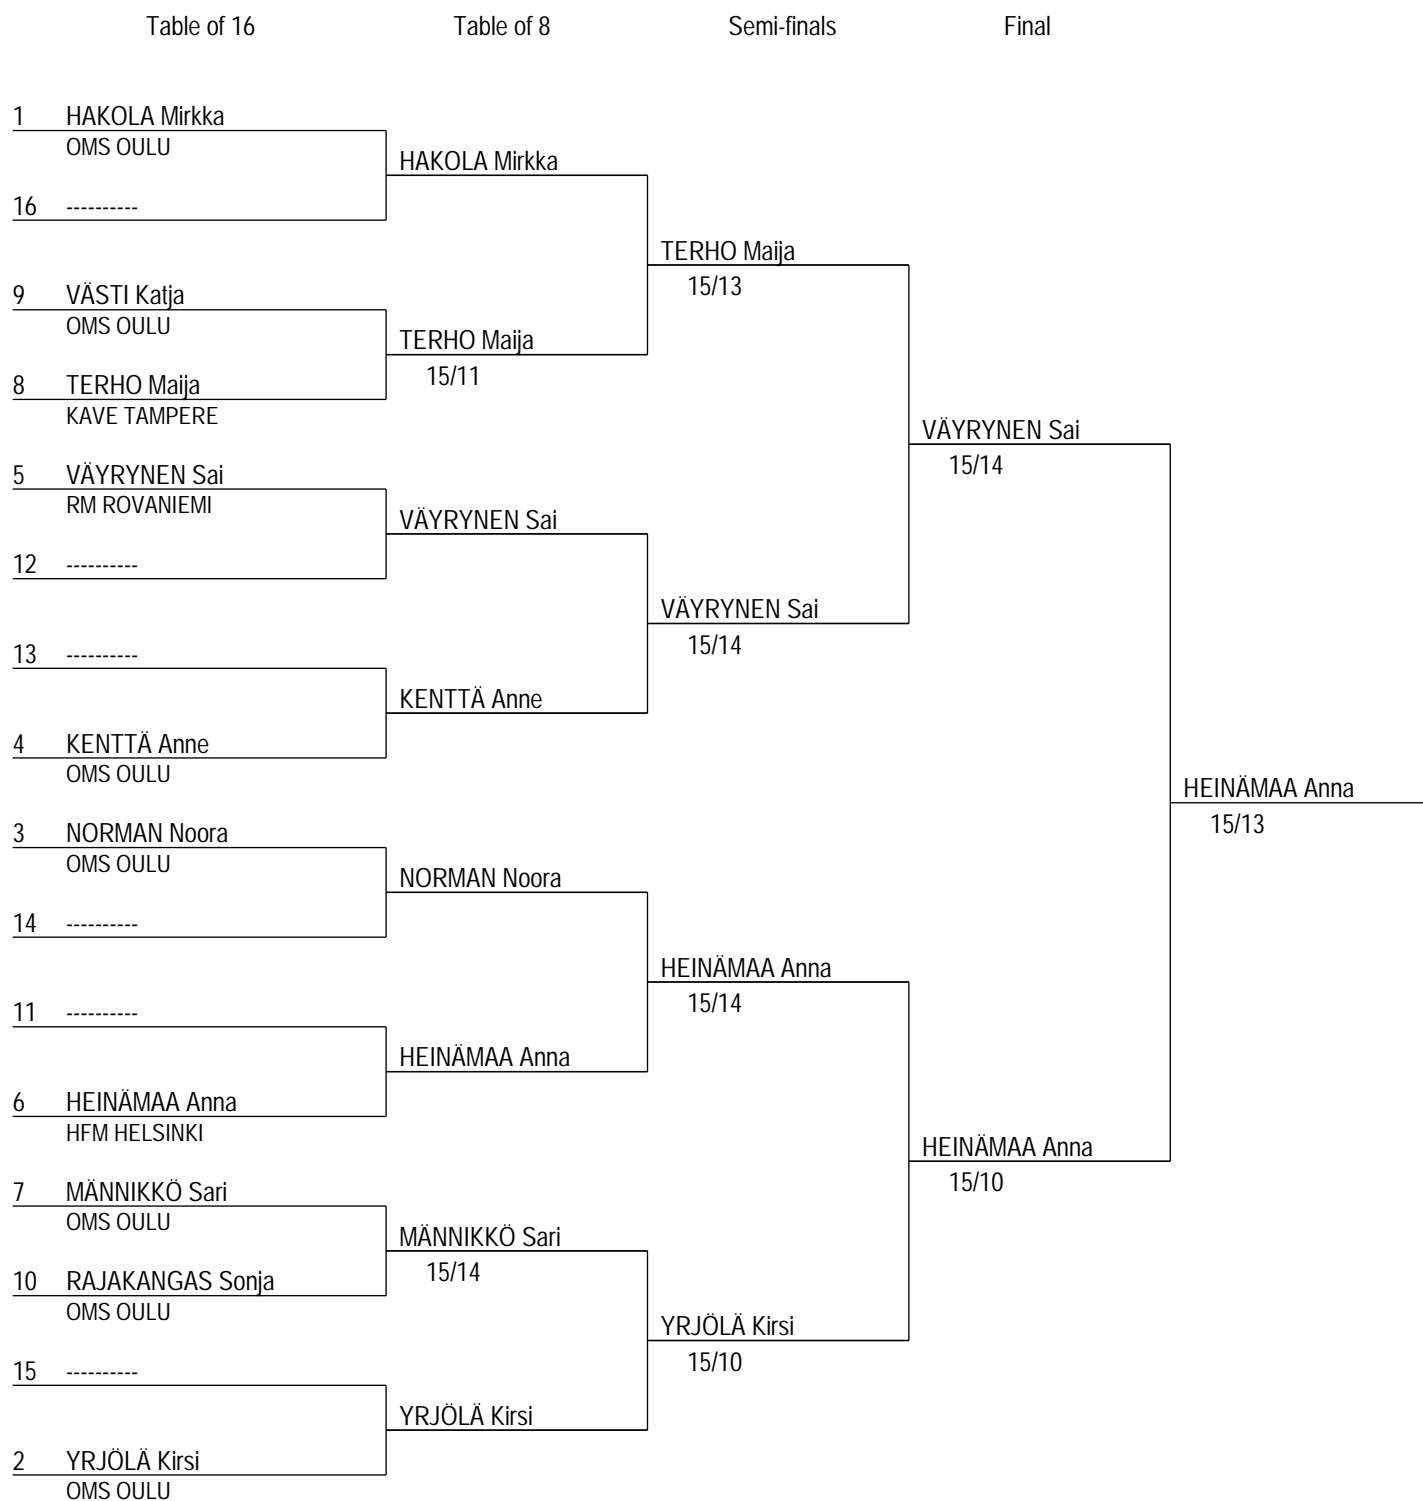 Table of 16 Table of 8 Semi-finals Final
1 HAKOLA Mirkka
OMS OULU
HAKOLA Mirkka
16 ----------
TERHO Maija
15/13
9 VÄSTI Katja
OMS OULU
TERHO Maija
15/11
8 TERHO Maija
KAVE TAMPERE
VÄYRYNEN Sai
15/14
5 VÄYRYNEN Sai
RM ROVANIEMI
VÄYRYNEN Sai
12 ----------
VÄYRYNEN Sai
15/14
13 ----------
KENTTÄ Anne
4 KENTTÄ Anne
OMS OULU
HEINÄMAA Anna
15/13
3 NORMAN Noora
OMS OULU
NORMAN Noora
14 ----------
HEINÄMAA Anna
15/14
11 ----------
HEINÄMAA Anna
6 HEINÄMAA Anna
HFM HELSINKI
HEINÄMAA Anna
15/10
7 MÄNNIKKÖ Sari
OMS OULU
MÄNNIKKÖ Sari
15/14
10 RAJAKANGAS Sonja
OMS OULU
YRJÖLÄ Kirsi
15/10
15 ----------
YRJÖLÄ Kirsi
2 YRJÖLÄ Kirsi
OMS OULU